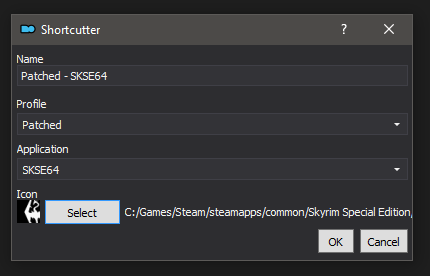 Shortcutter
?
Name
Patched - SKSE64
Profile
Patched
Application
SKSE64
Icon
Select C:/Games/Steam/steamapps/common/Skyrim Special Edition,
OK Cancel